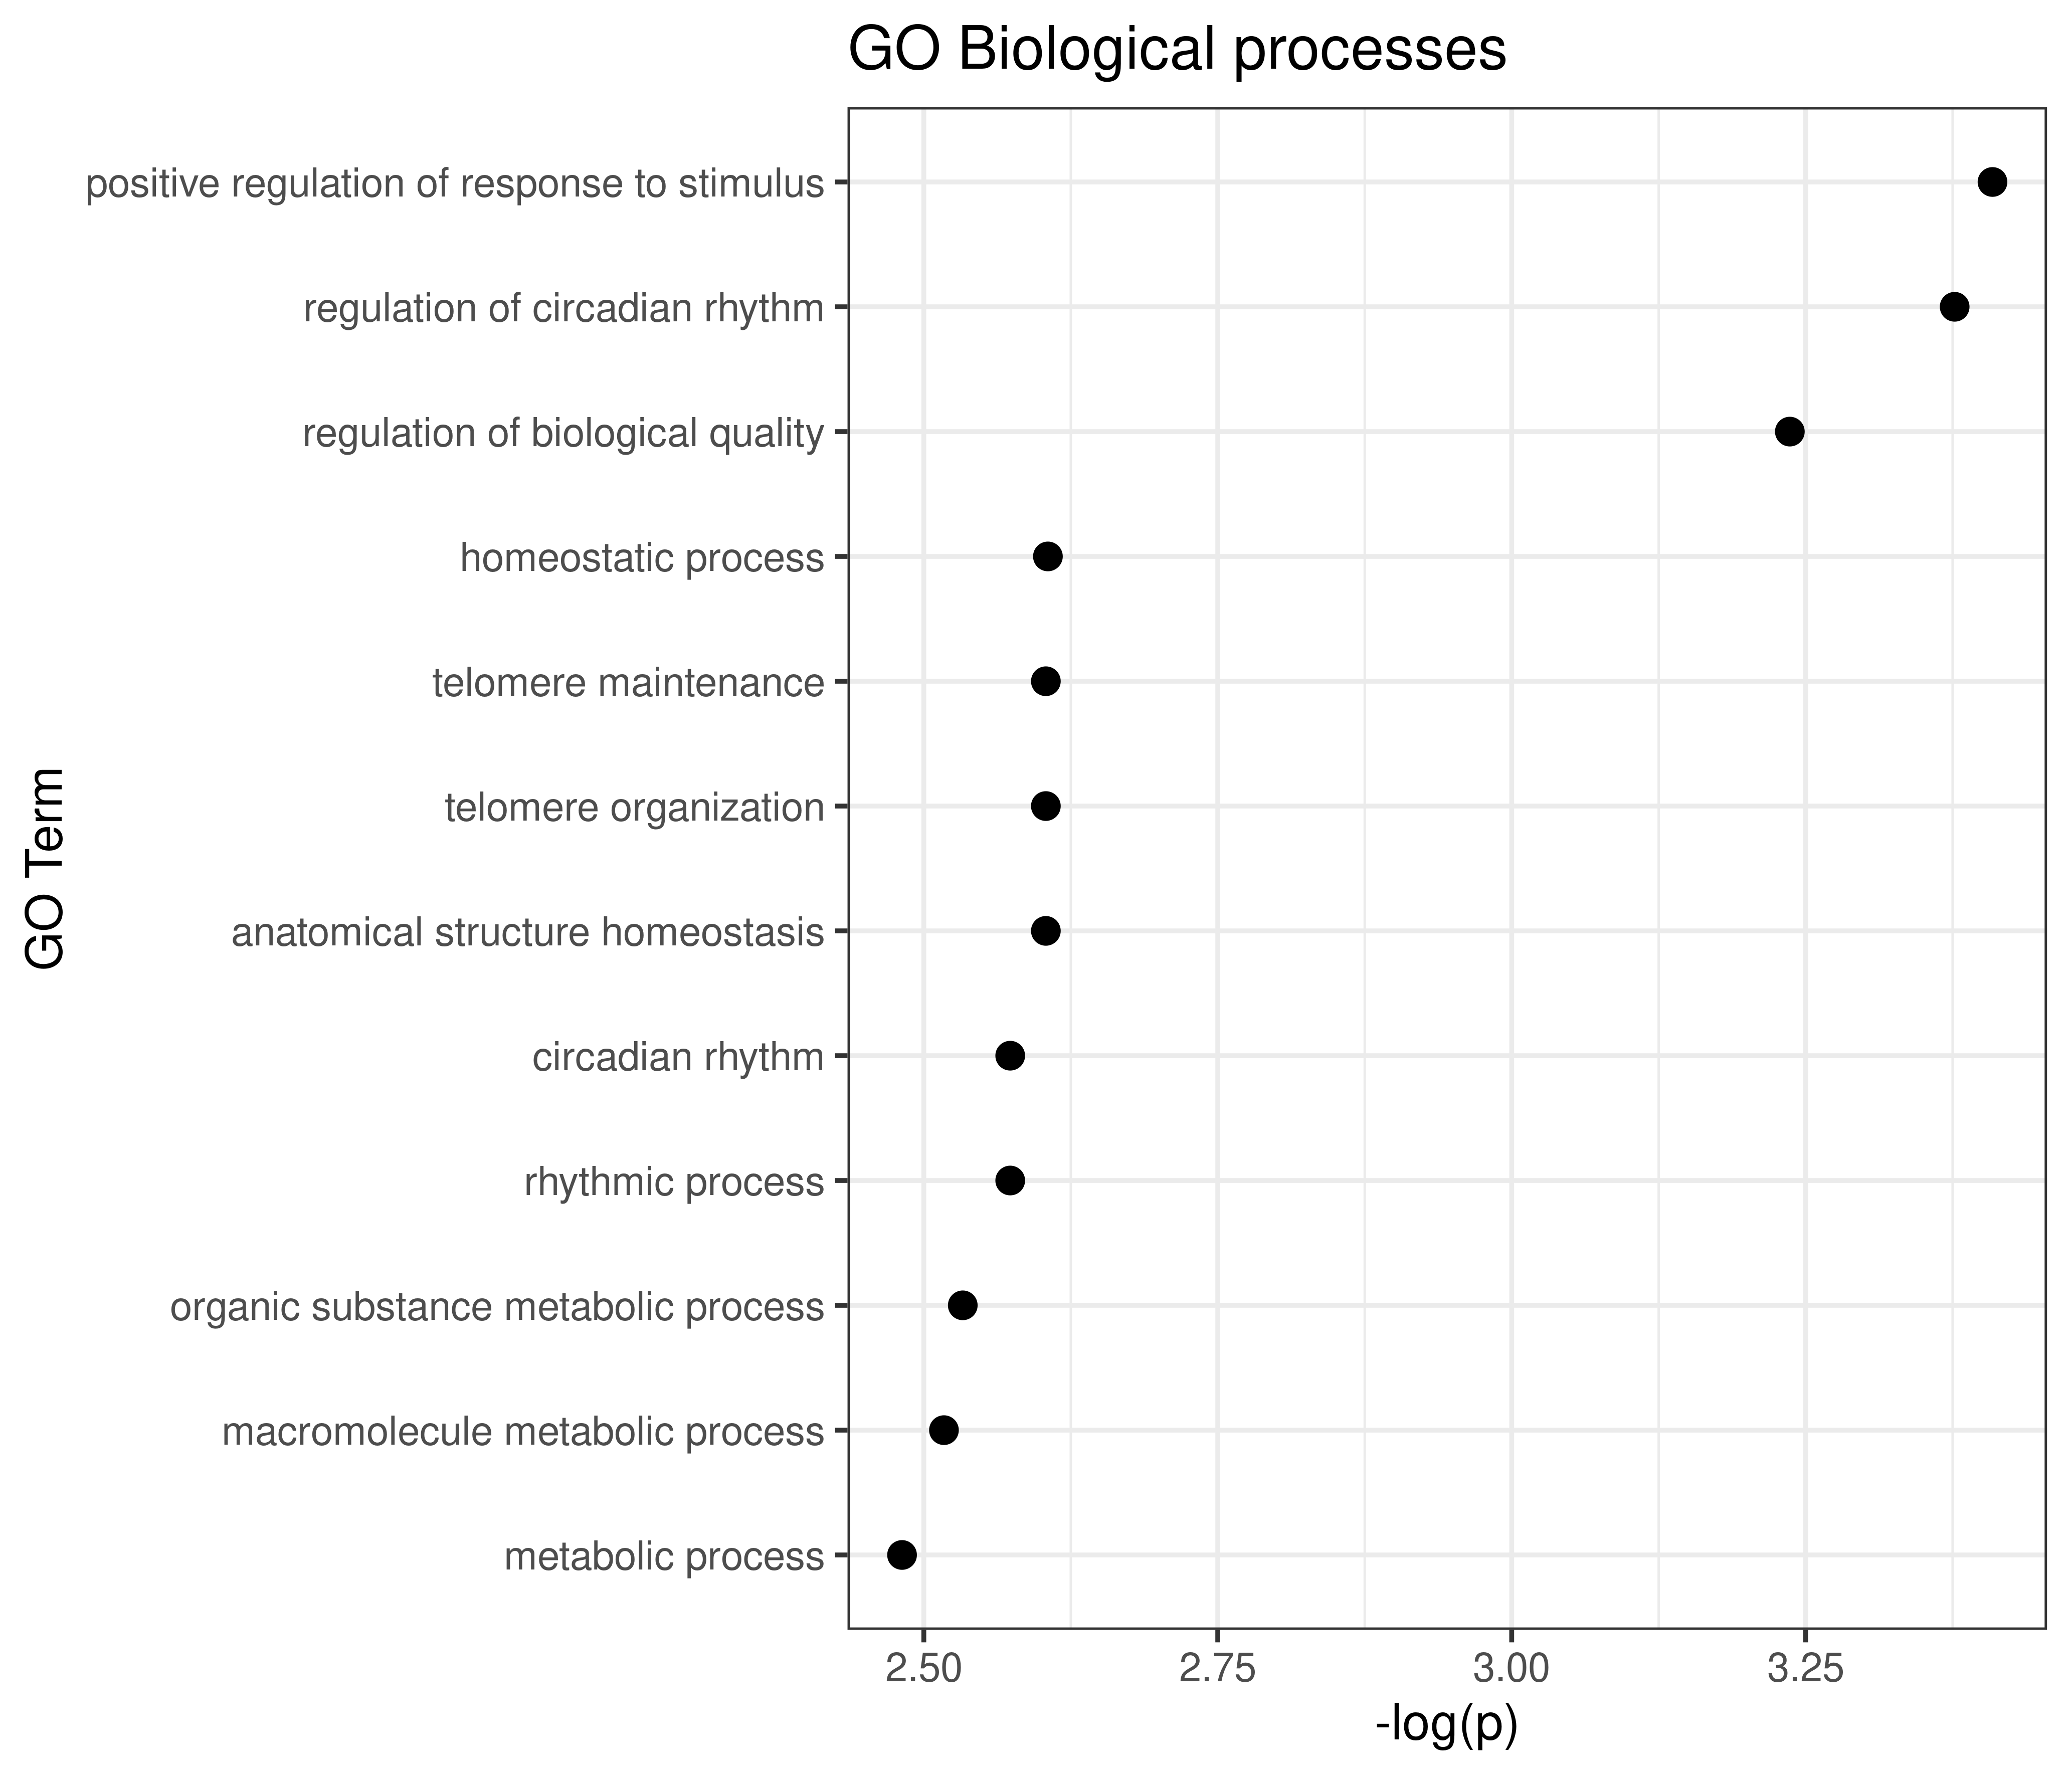 GO Biological processes
positive regulation of response to stimulus
regulation of circadian rhythm
regulation of biological quality
homeostatic process
telomere maintenance
telomere organization
anatomical structure homeostasis
circadian rhythm
rhythmic process
organic substance metabolic process
macromolecule metabolic process
metabolic process
GO Term
2.50 2.75 3.00 3.25
-log(p)